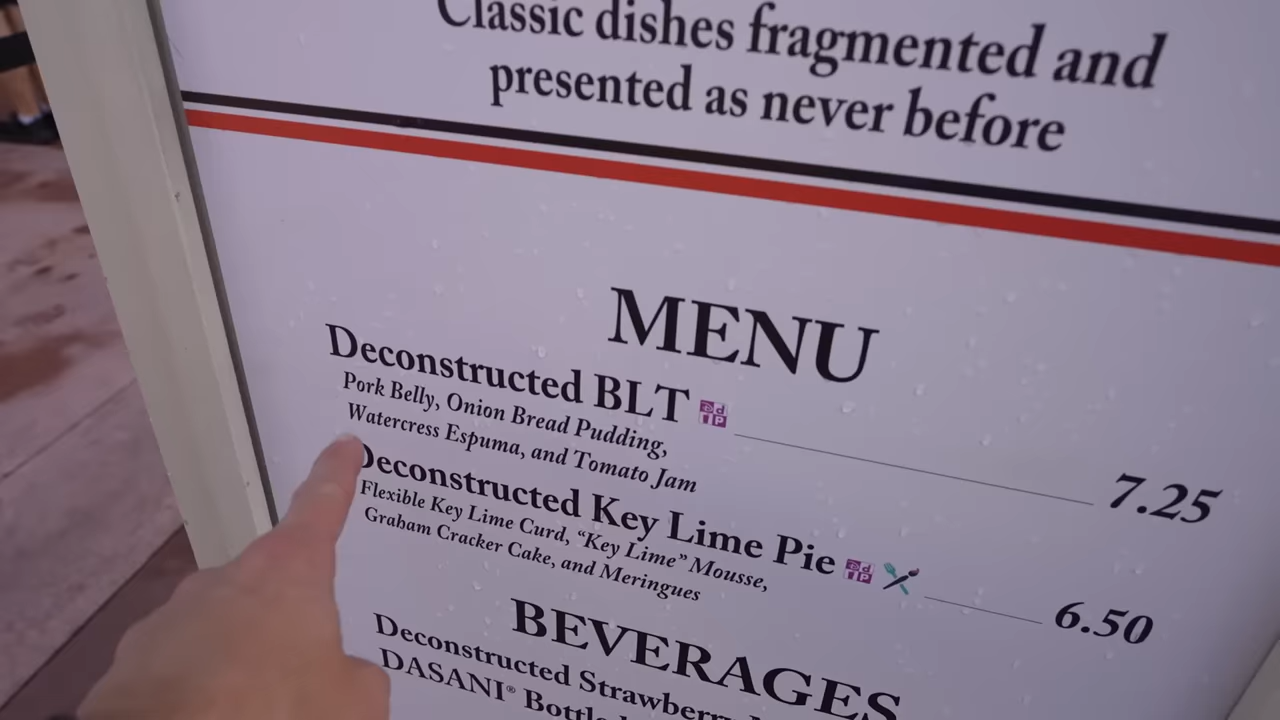 Classic dishes fragmented and
presented as never before
MENU
Deconstructed BLT 7.25
Pork Belly, Onion Bread Pudding,
Watercress Espuma, and Tomato Jam
Deconstructed Key Lime Pie 6.50
Flexible Key Lime Curd, “Key Lime” Mousse,
Graham Cracker Cake, and Meringues
BEVERAGES
Deconstructed
DASANI®